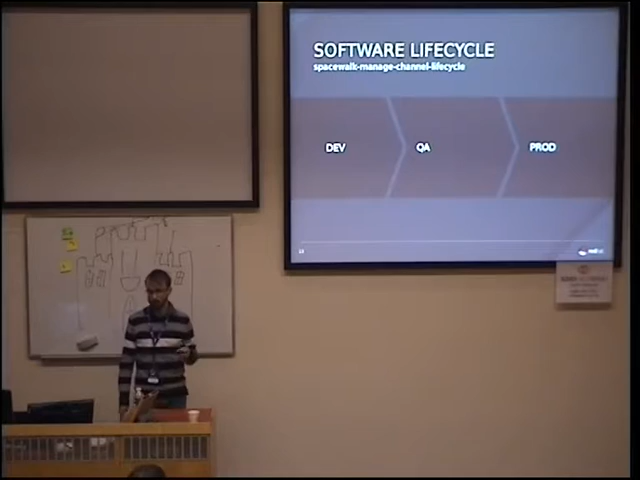 SOFTWARE LIFECYCLE
spacewalk-manage-channel-lifecycle
DEV
QA
PROD